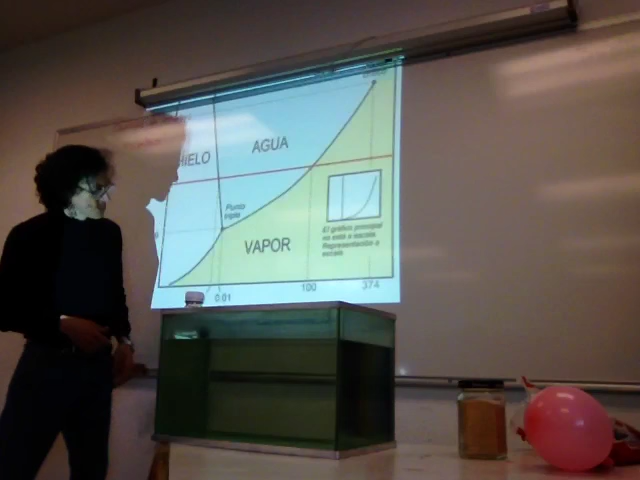 HIELO
AGUA
Punto
triple
VAPOR
El gráfico principal
no está a escala.
Representación a
escala
0.01
100
374